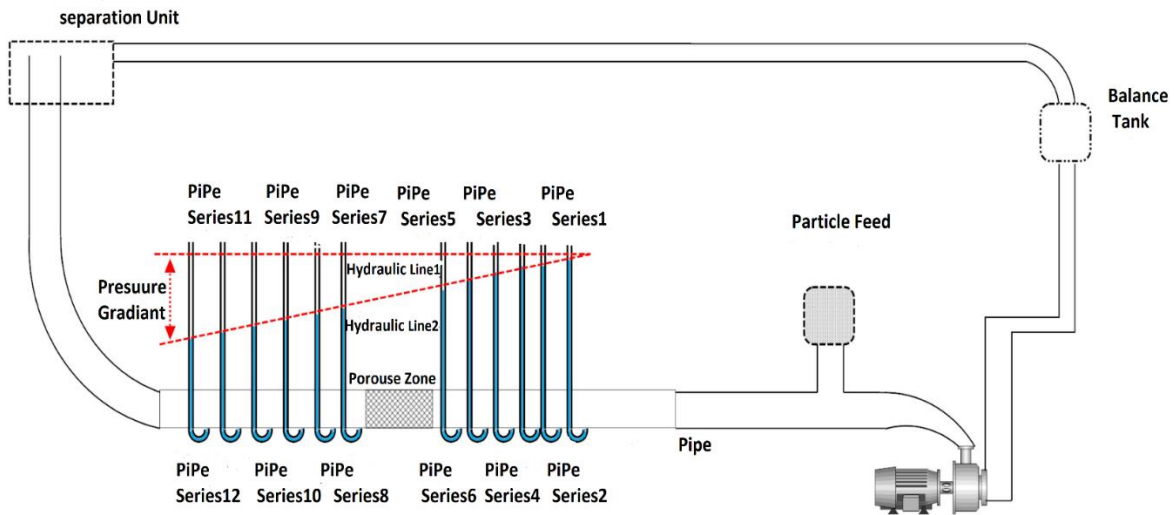 separation Unit
Balance
Tank
PiPe
Series11
PiPe
Series9
PiPe
Series7
PiPe
Series5
PiPe
Series3
PiPe
Series1
Particle Feed
Hydraulic Line1
Presuure
Gradiant
Hydraulic Line2
Porouse Zone
Pipe
PiPe
Series12
PiPe
Series10
PiPe
Series8
PiPe
Series6
PiPe
Series4
PiPe
Series2